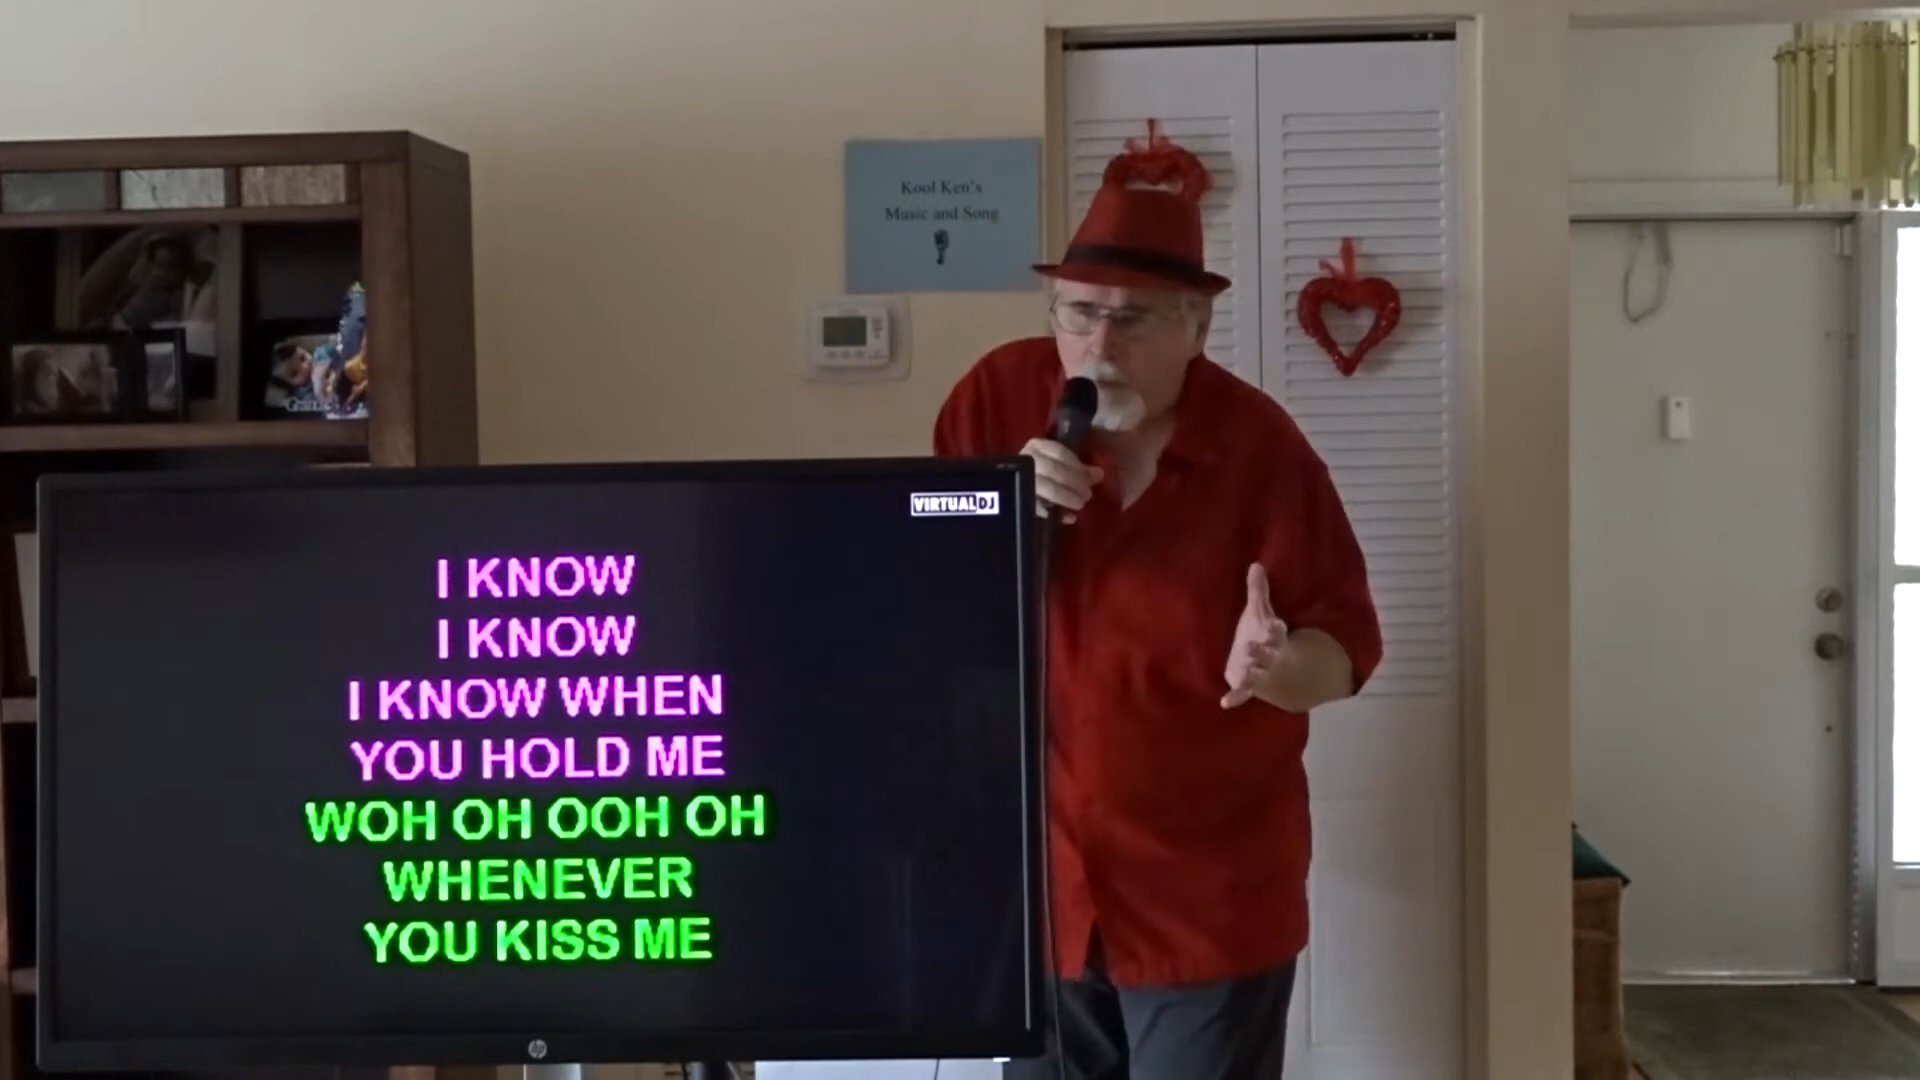 Kool Ken's
Music and Song
VIRTUALDJ
I KNOW
I KNOW
I KNOW WHEN
YOU HOLD ME
WOH OH OOH OH
WHENEVER
YOU KISS ME
hp